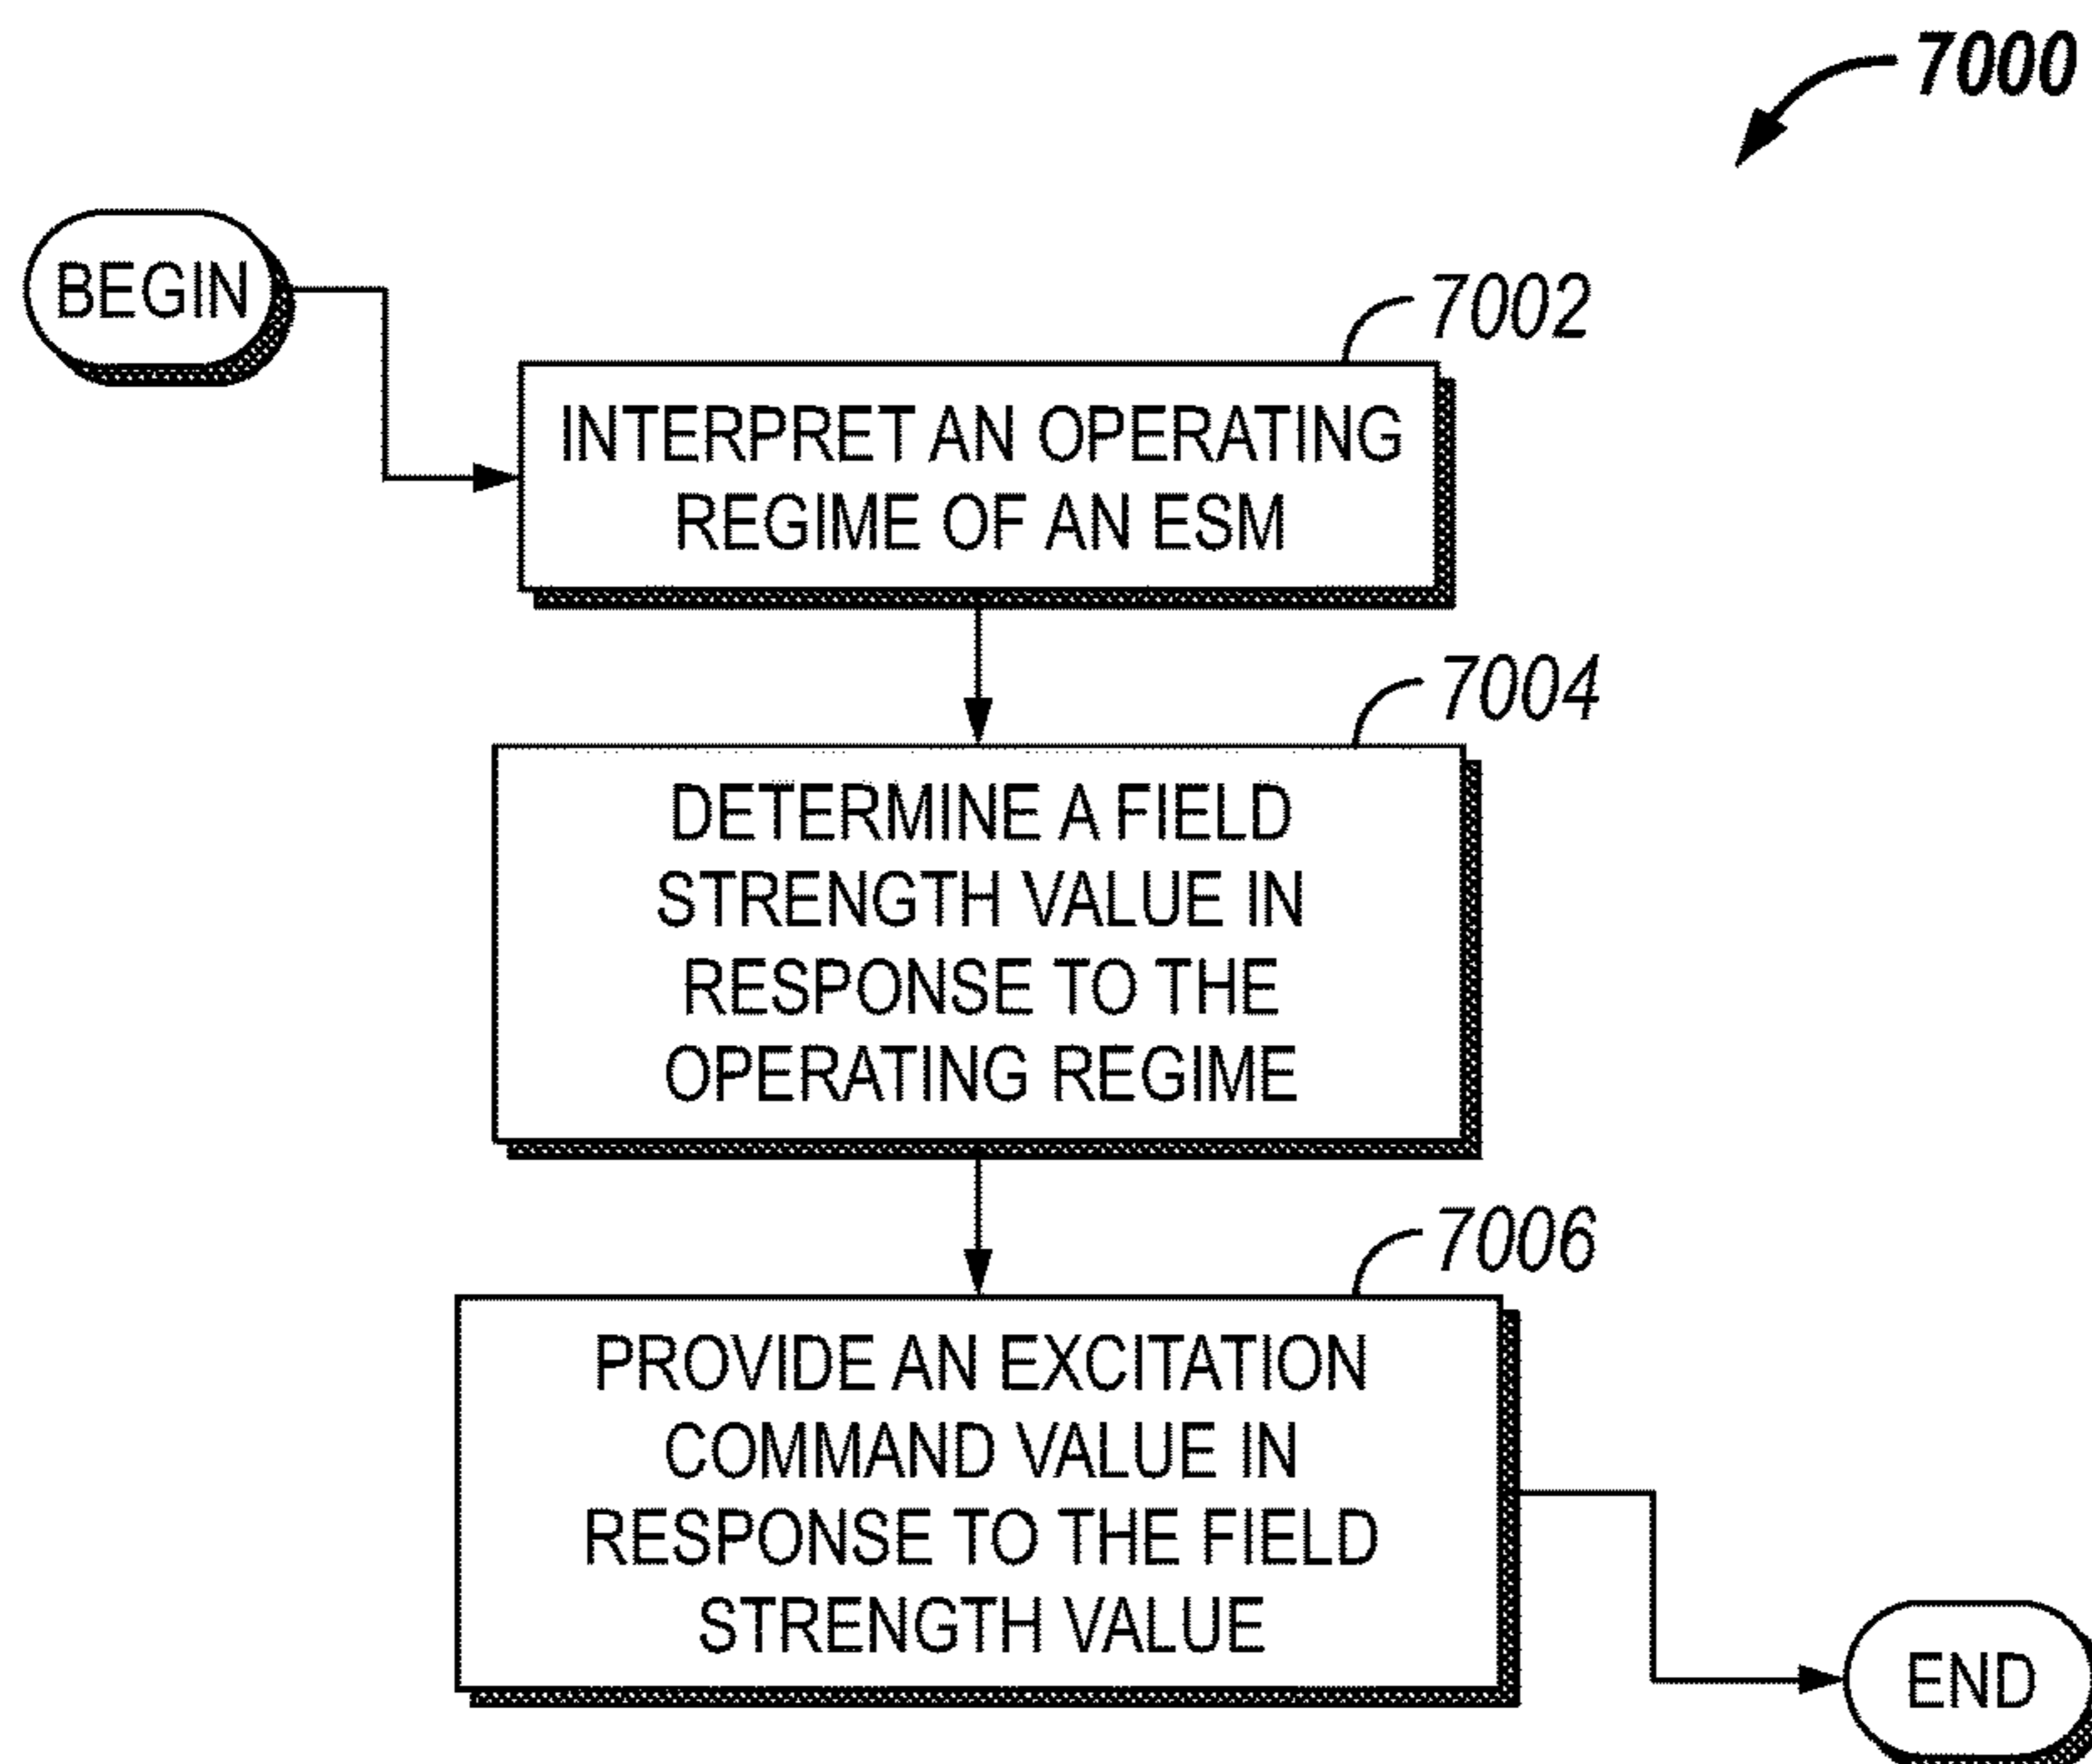 7000
BEGIN
7002
INTERPRET AN OPERATING
REGIME OF AN ESM
7004
DETERMINE A FIELD
STRENGTH VALUE IN
RESPONSE TO THE
OPERATING REGIME
7006
PROVIDE AN EXCITATION
COMMAND VALUE IN
RESPONSE TO THE FIELD
STRENGTH VALUE
END